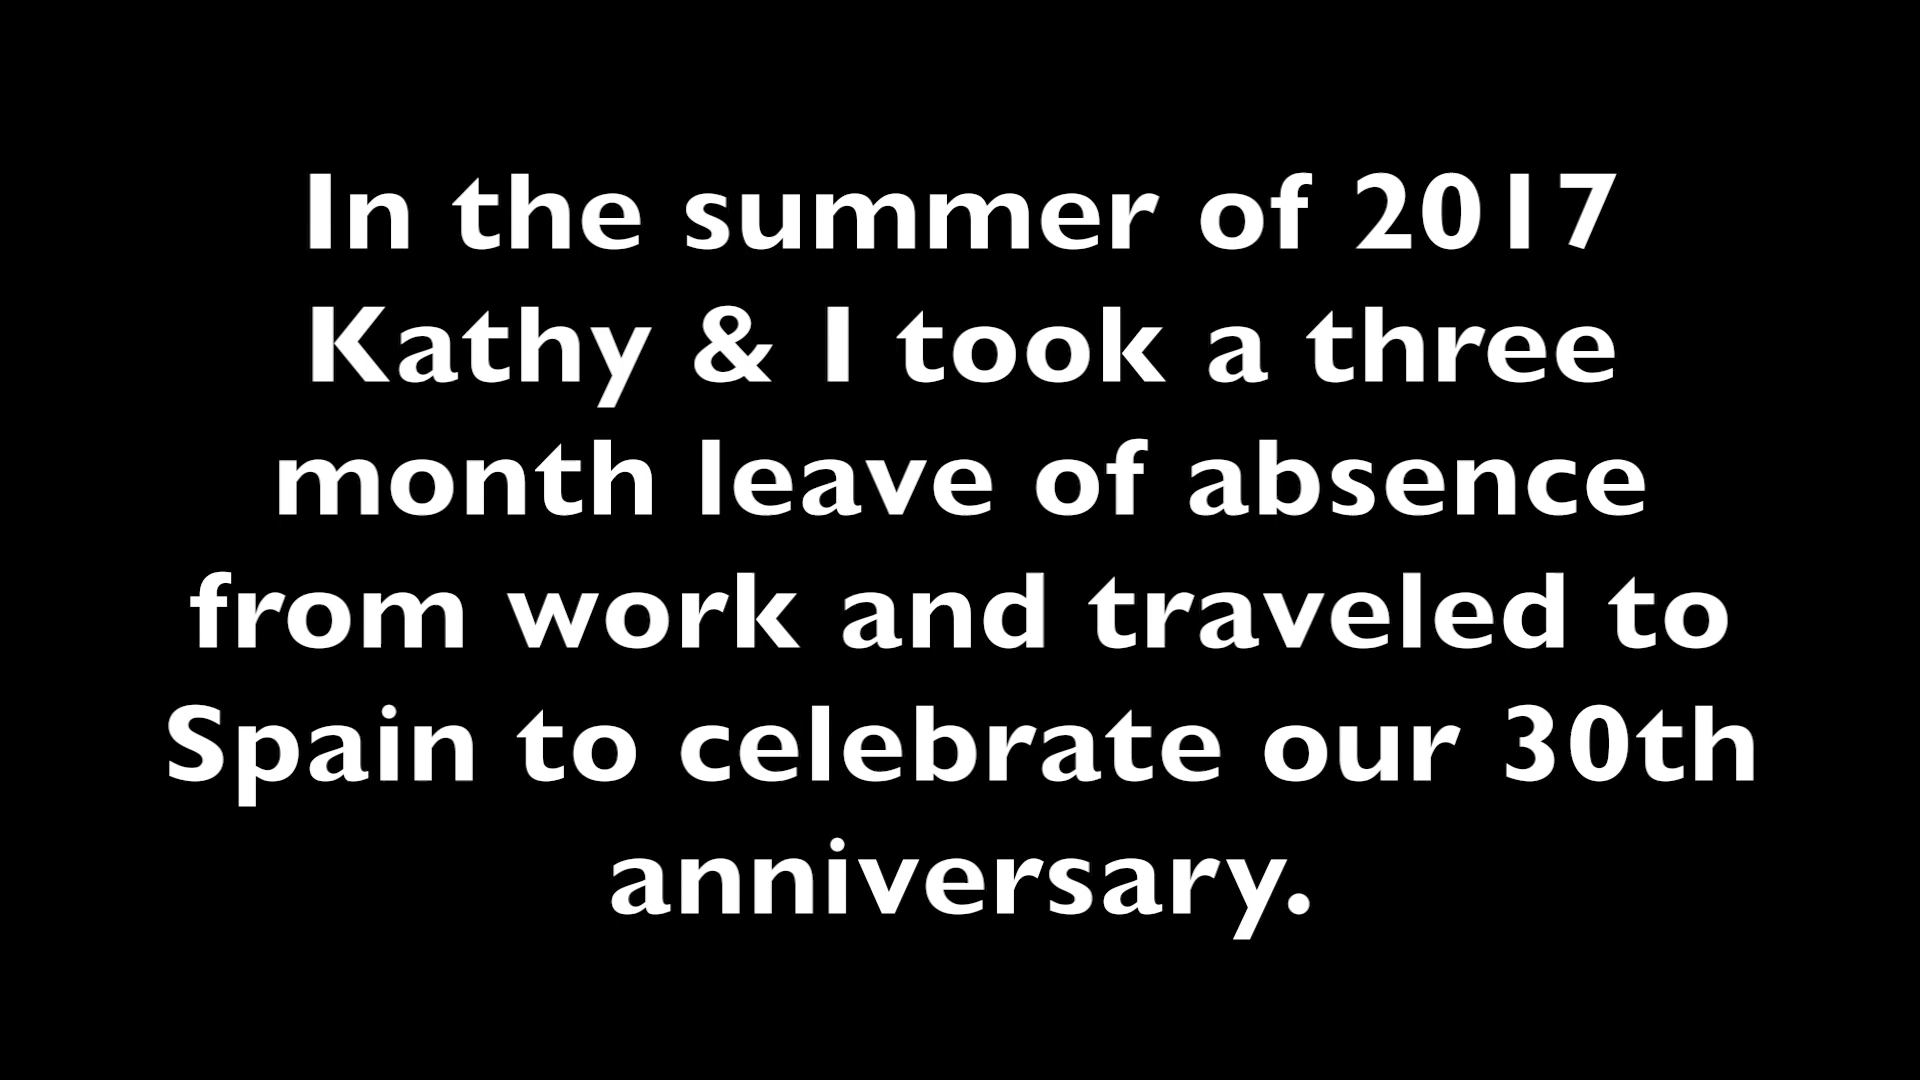 In the summer of 2017
Kathy & I took a three
month leave of absence
from work and traveled to
Spain to celebrate our 30th
anniversary.